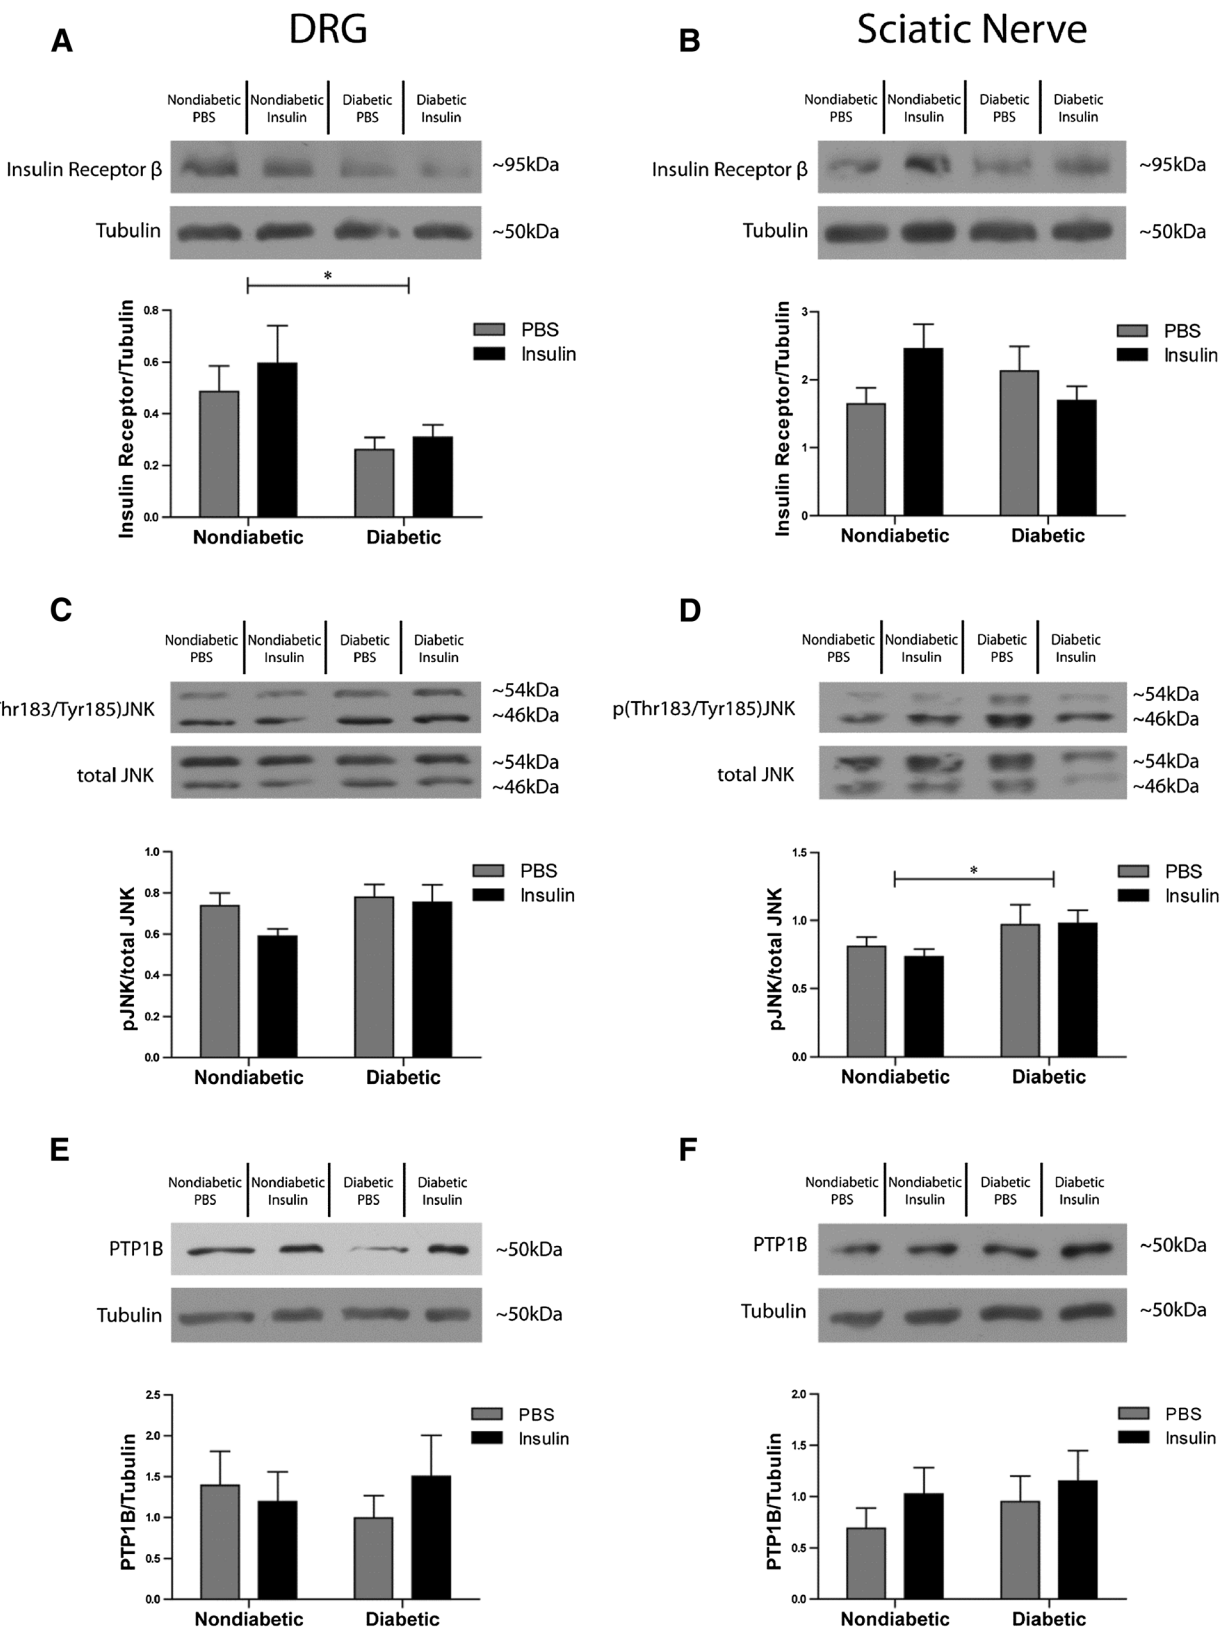 DRG
Sciatic Nerve
A
Nondiabetic PBS
Nondiabetic Insulin
Diabetic PBS
Diabetic Insulin
Insulin Receptor β
~95kDa
Tubulin
~50kDa
*
Insulin Receptor/Tubulin
0.8
0.6
0.4
0.2
0.0
Nondiabetic
Diabetic
PBS
Insulin
B
Nondiabetic PBS
Nondiabetic Insulin
Diabetic PBS
Diabetic Insulin
Insulin Receptor β
~95kDa
Tubulin
~50kDa
Insulin Receptor/Tubulin
3
2
1
0
Nondiabetic
Diabetic
PBS
Insulin
C
Nondiabetic PBS
Nondiabetic Insulin
Diabetic PBS
Diabetic Insulin
hr183/Tyr185)JNK
~54kDa
~46kDa
total JNK
~54kDa
~46kDa
pJNK/total JNK
1.0
0.8
0.6
0.4
0.2
0.0
Nondiabetic
Diabetic
PBS
Insulin
D
Nondiabetic PBS
Nondiabetic Insulin
Diabetic PBS
Diabetic Insulin
p(Thr183/Tyr185)JNK
~54kDa
~46kDa
total JNK
~54kDa
~46kDa
*
pJNK/total JNK
1.5
1.0
0.5
0.0
Nondiabetic
Diabetic
PBS
Insulin
E
Nondiabetic PBS
Nondiabetic Insulin
Diabetic PBS
Diabetic Insulin
PTP1B
~50kDa
Tubulin
~50kDa
PTP1B/Tubulin
2.5
2.0
1.5
1.0
0.5
0.0
Nondiabetic
Diabetic
PBS
Insulin
F
Nondiabetic PBS
Nondiabetic Insulin
Diabetic PBS
Diabetic Insulin
PTP1B
~50kDa
Tubulin
~50kDa
PTP1B/Tubulin
2.0
1.5
1.0
0.5
0.0
Nondiabetic
Diabetic
PBS
Insulin